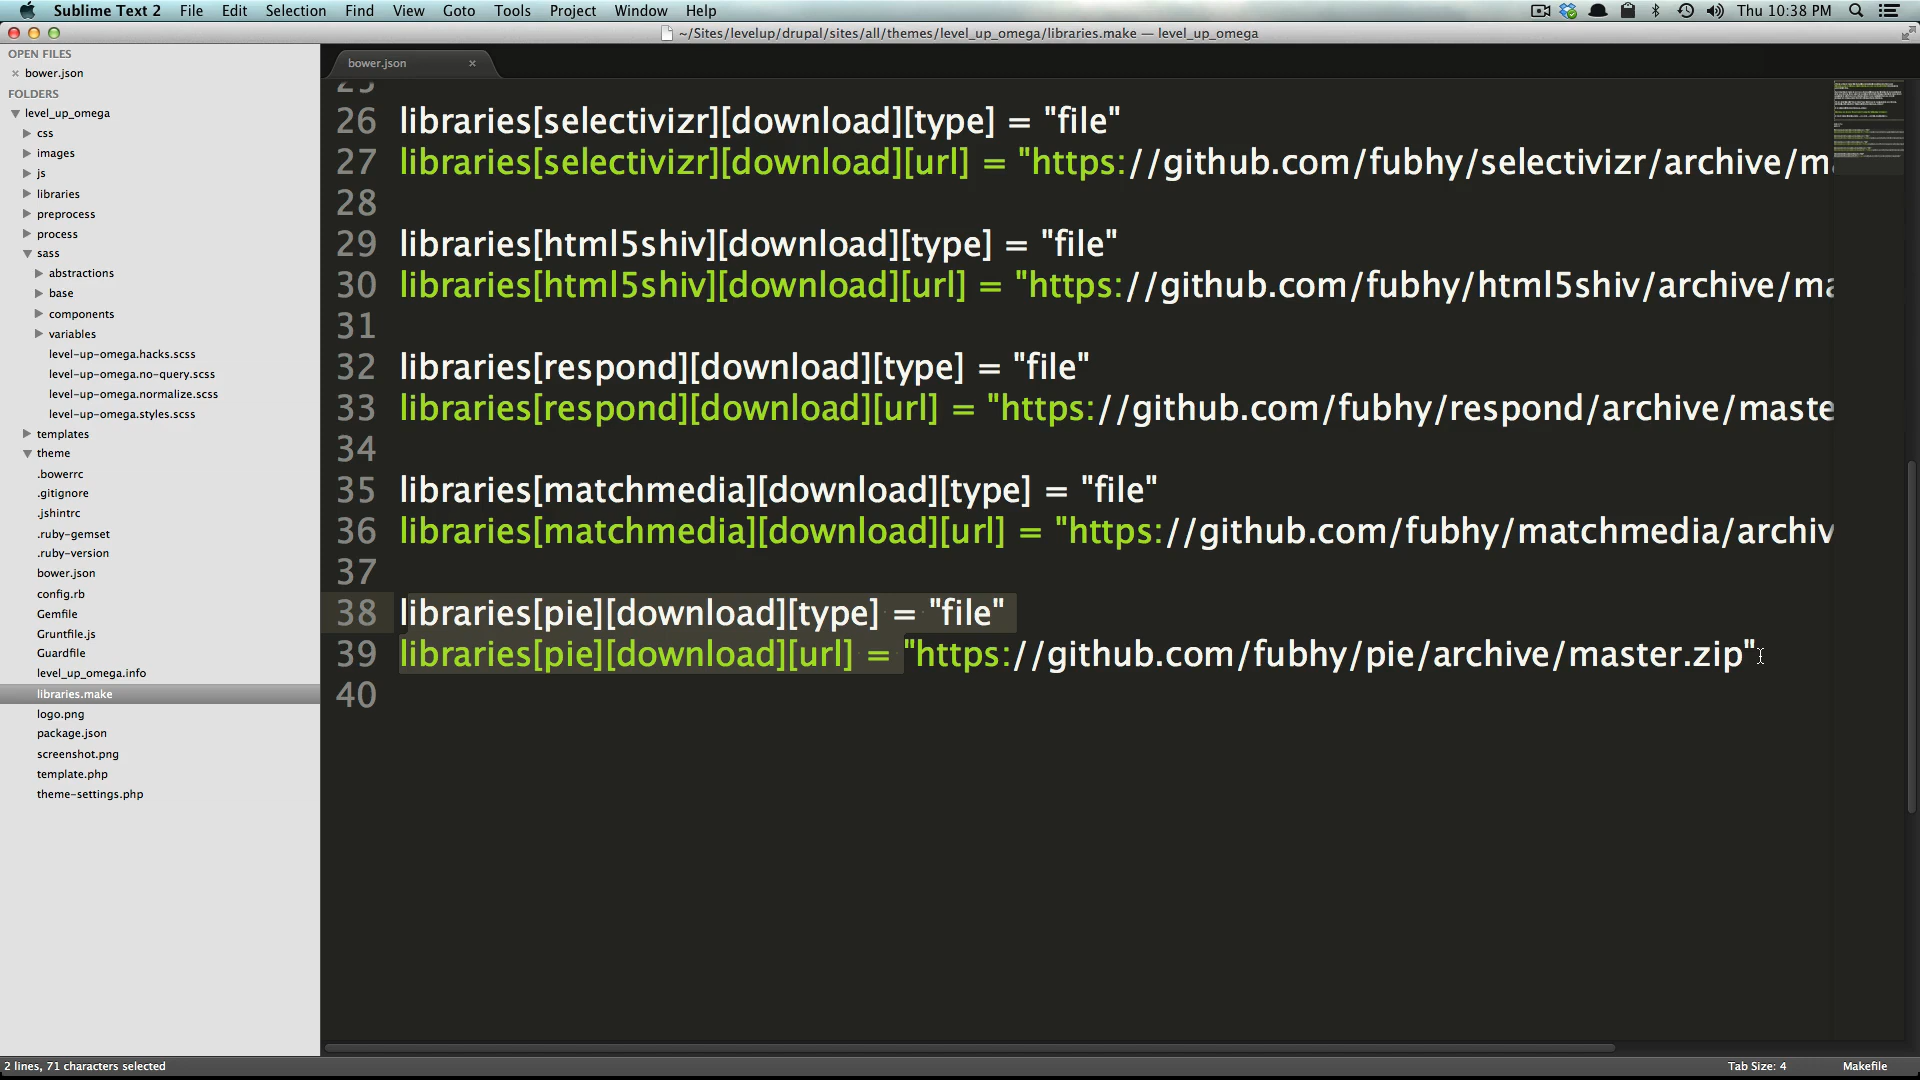 Sublime Text 2 File Edit Selection Find View Goto Tools Project Window Help Thu 10:38 PM
~/Sites/levelup/drupal/sites/all/themes/level_up_omega/libraries.make — level_up_omega
OPEN FILES
× bower.json
FOLDERS
level_up_omega
css
images
js
libraries
preprocess
process
sass
abstractions
base
components
variables
level-up-omega.hacks.scss
level-up-omega.no-query.scss
level-up-omega.normalize.scss
level-up-omega.styles.scss
templates
theme
.bowerrc
.gitignore
.jshintrc
.ruby-gemset
.ruby-version
bower.json
config.rb
Gemfile
Gruntfile.js
Guardfile
level_up_omega.info
libraries.make
logo.png
package.json
screenshot.png
template.php
theme-settings.php
bower.json ×
25
26 libraries[selectivizr][download][type] = "file"
27 libraries[selectivizr][download][url] = "https://github.com/fubhy/selectivizr/archive/ma
28
29 libraries[html5shiv][download][type] = "file"
30 libraries[html5shiv][download][url] = "https://github.com/fubhy/html5shiv/archive/ma
31
32 libraries[respond][download][type] = "file"
33 libraries[respond][download][url] = "https://github.com/fubhy/respond/archive/maste
34
35 libraries[matchmedia][download][type] = "file"
36 libraries[matchmedia][download][url] = "https://github.com/fubhy/matchmedia/archiv
37
38 libraries[pie][download][type] = "file"
39 libraries[pie][download][url] = "https://github.com/fubhy/pie/archive/master.zip"
40
2 lines, 71 characters selected Tab Size: 4 Makefile